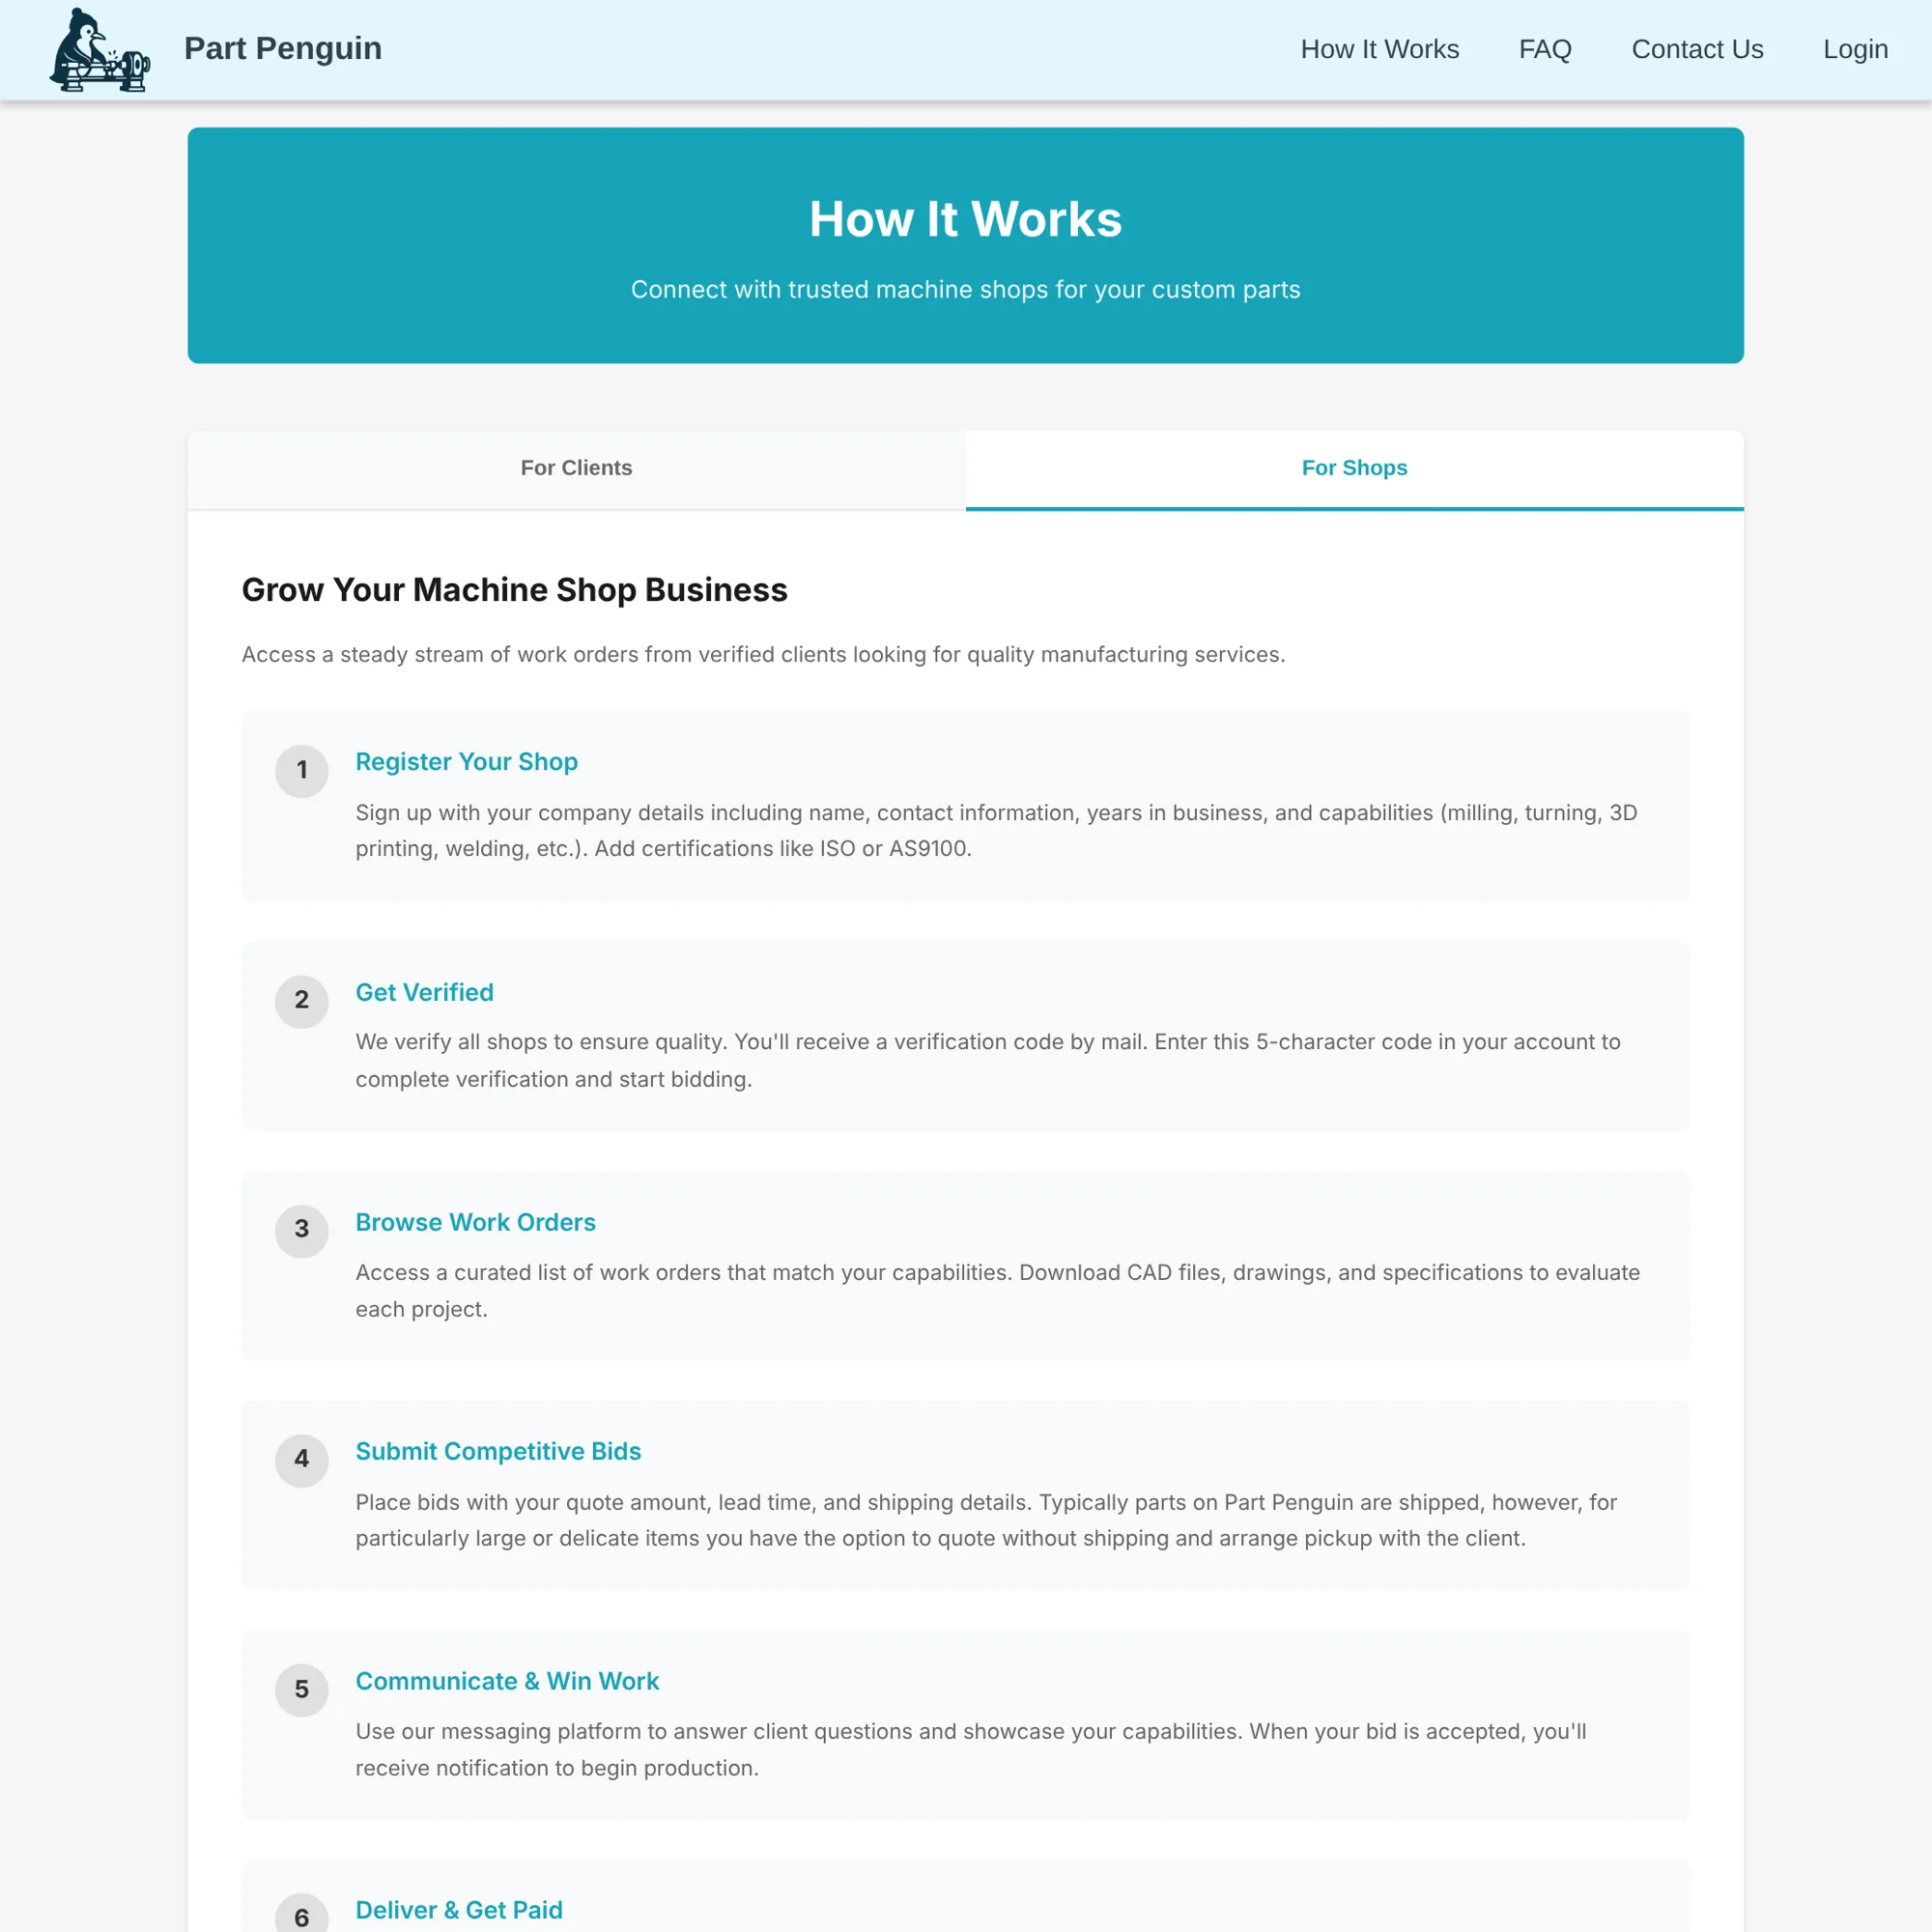 Part Penguin
How It Works
FAQ
Contact Us
Login
How It Works
Connect with trusted machine shops for your custom parts
For Clients
For Shops
Grow Your Machine Shop Business
Access a steady stream of work orders from verified clients looking for quality manufacturing services.
1
Register Your Shop
Sign up with your company details including name, contact information, years in business, and capabilities (milling, turning, 3D
printing, welding, etc.). Add certifications like ISO or AS9100.
2
Get Verified
We verify all shops to ensure quality. You'll receive a verification code by mail. Enter this 5-character code in your account to
complete verification and start bidding.
3
Browse Work Orders
Access a curated list of work orders that match your capabilities. Download CAD files, drawings, and specifications to evaluate
each project.
4
Submit Competitive Bids
Place bids with your quote amount, lead time, and shipping details. Typically parts on Part Penguin are shipped, however, for
particularly large or delicate items you have the option to quote without shipping and arrange pickup with the client.
5
Communicate & Win Work
Use our messaging platform to answer client questions and showcase your capabilities. When your bid is accepted, you'll
receive notification to begin production.
6
Deliver & Get Paid